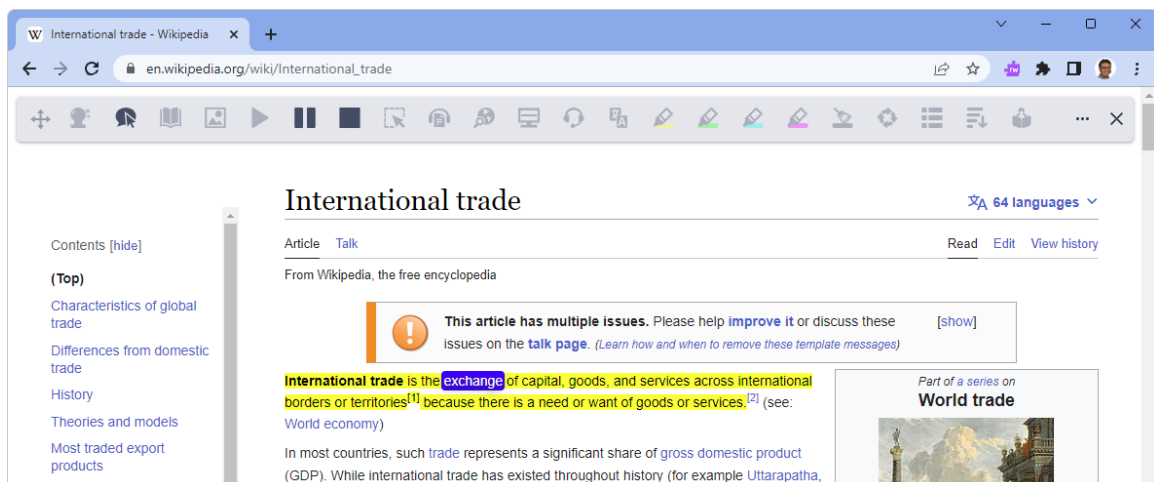 W International trade - Wikipedia
en.wikipedia.org/wiki/International_trade
rw
International trade
64 languages
Contents [hide]
(Top)
Characteristics of global
trade
Differences from domestic
trade
History
Theories and models
Most traded export
products
Article Talk
Read Edit View history
From Wikipedia, the free encyclopedia
This article has multiple issues. Please help improve it or discuss these
issues on the talk page. (Learn how and when to remove these template messages)
[show]
International trade is the exchange of capital, goods, and services across international
borders or territories[1] because there is a need or want of goods or services.[2] (see:
World economy)
In most countries, such trade represents a significant share of gross domestic product
(GDP). While international trade has existed throughout history (for example Uttarapatha,
Part of a series on
World trade